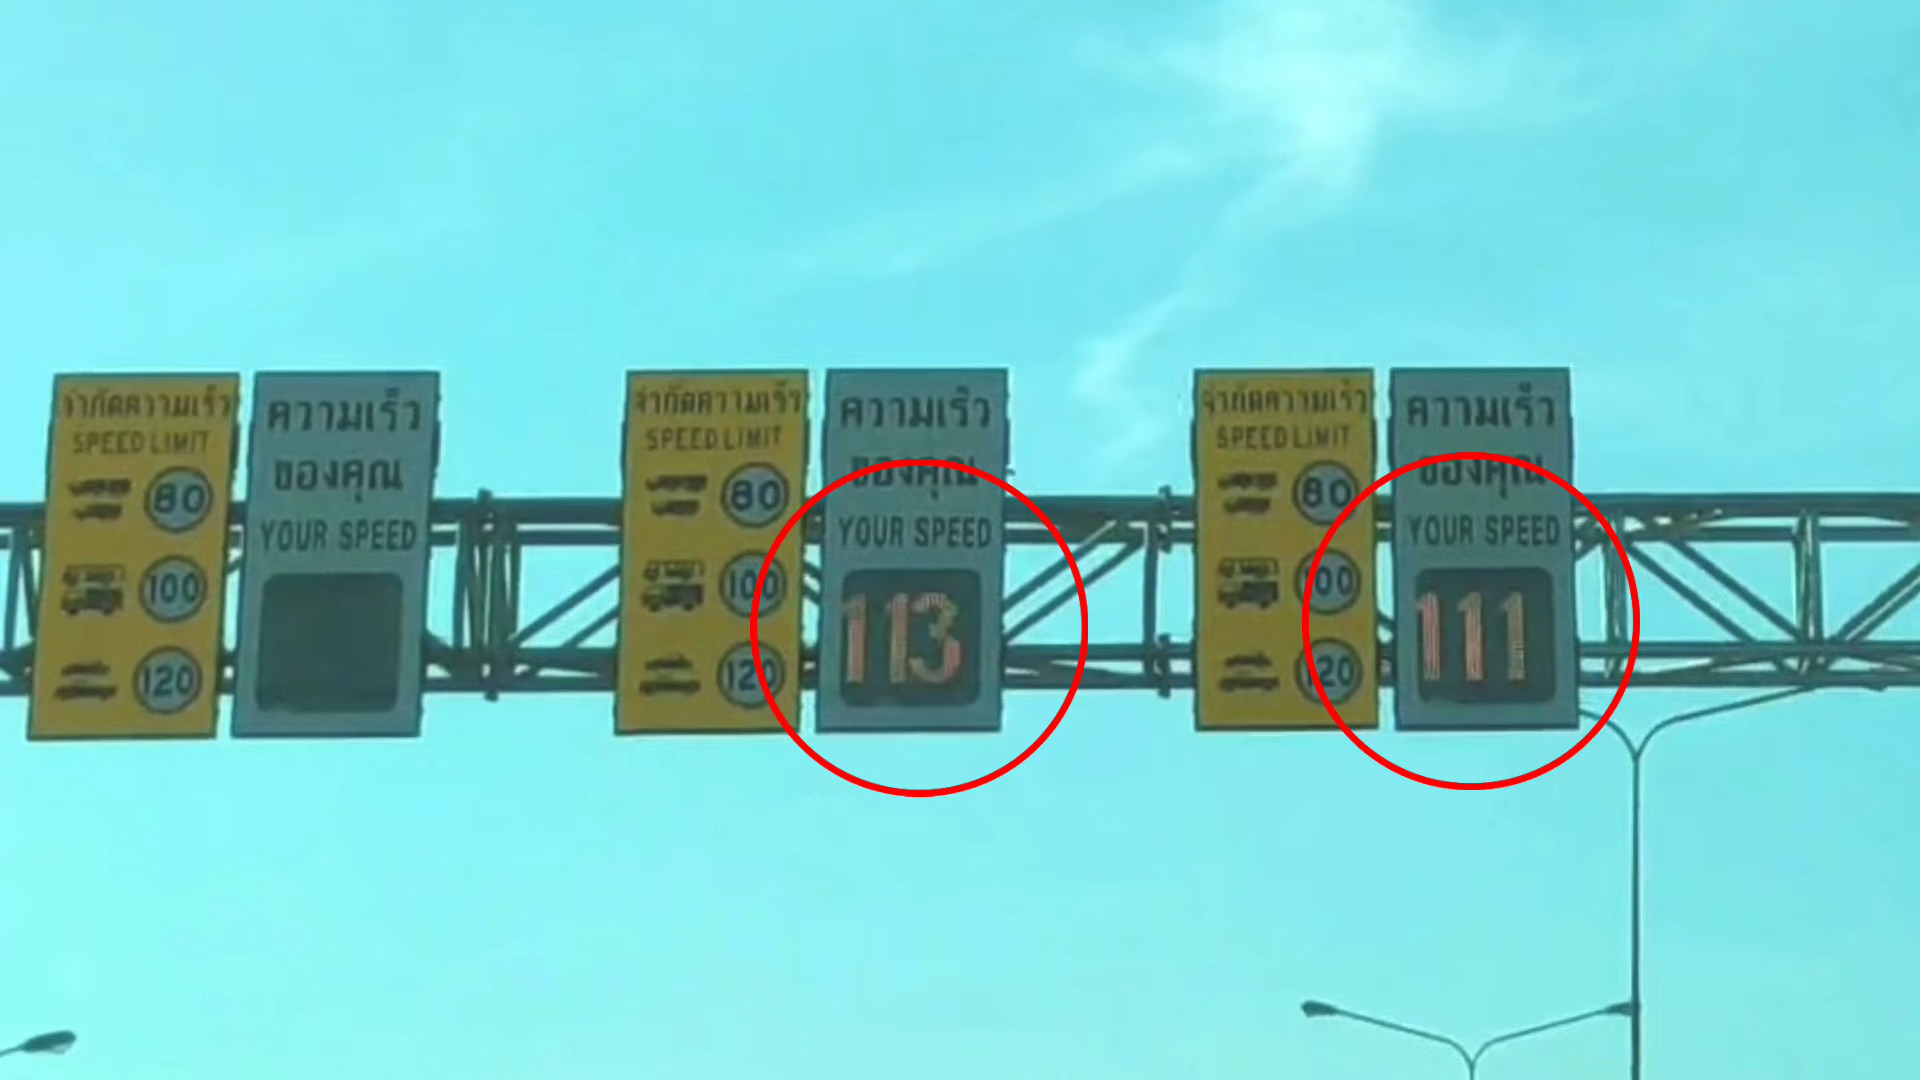 จำกัดความเร็ว
SPEED LIMIT
80
100
120
ความเร็ว
ของคุณ
YOUR SPEED
จำกัดความเร็ว
SPEED LIMIT
80
100
120
ความเร็ว
ของคุณ
YOUR SPEED
113
จำกัดความเร็ว
SPEED LIMIT
80
100
120
ความเร็ว
ของคุณ
YOUR SPEED
111